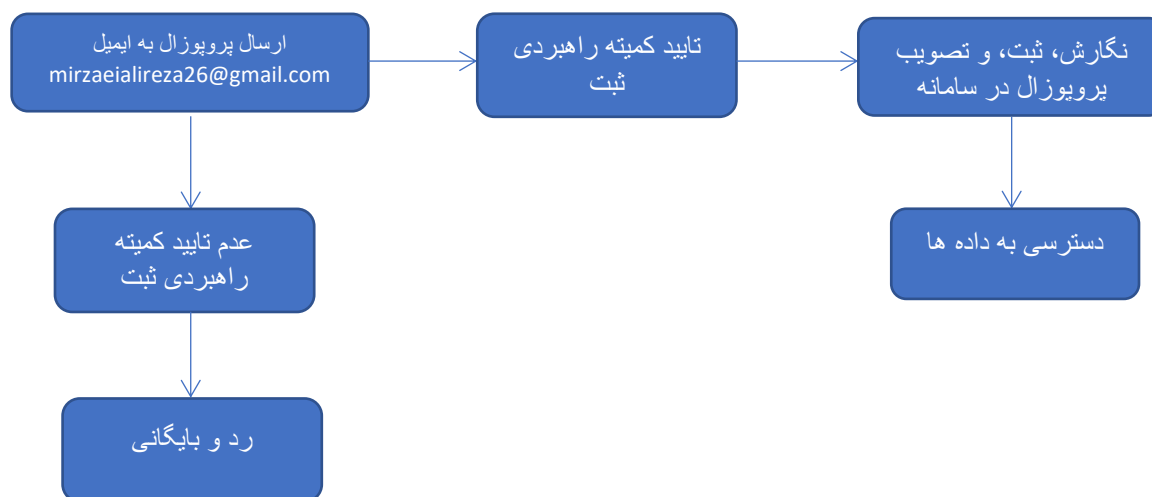 ارسال پروپوزال به ایمیل
mirzaeialireza26@gmail.com
تایید کمیته راهبردی
ثبت
نگارش، ثبت، و تصویب
پروپوزال در سامانه
عدم تایید کمیته
راهبردی ثبت
دسترسی به داده ها
رد و بایگانی